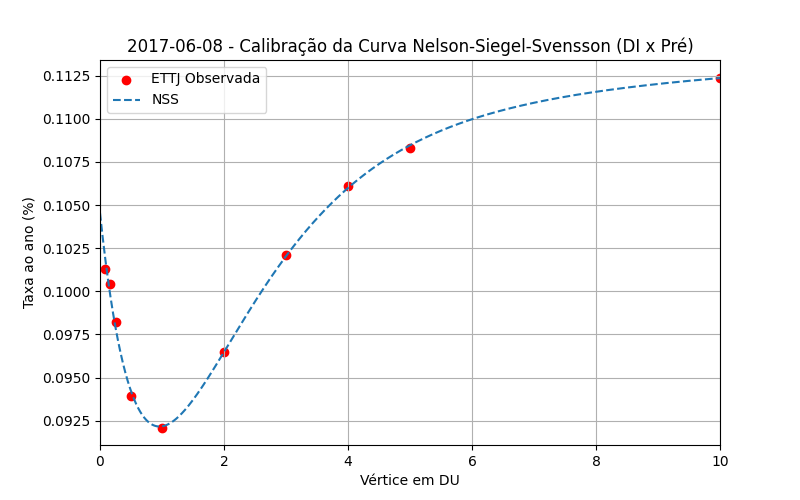 2017-06-08 - Calibração da Curva Nelson-Siegel-Svensson (DI x Pré)
ETTJ Observada
NSS
Taxa ao ano (%)
0.1125
0.1100
0.1075
0.1050
0.1025
0.1000
0.0975
0.0950
0.0925
0 2 4 6 8 10
Vértice em DU